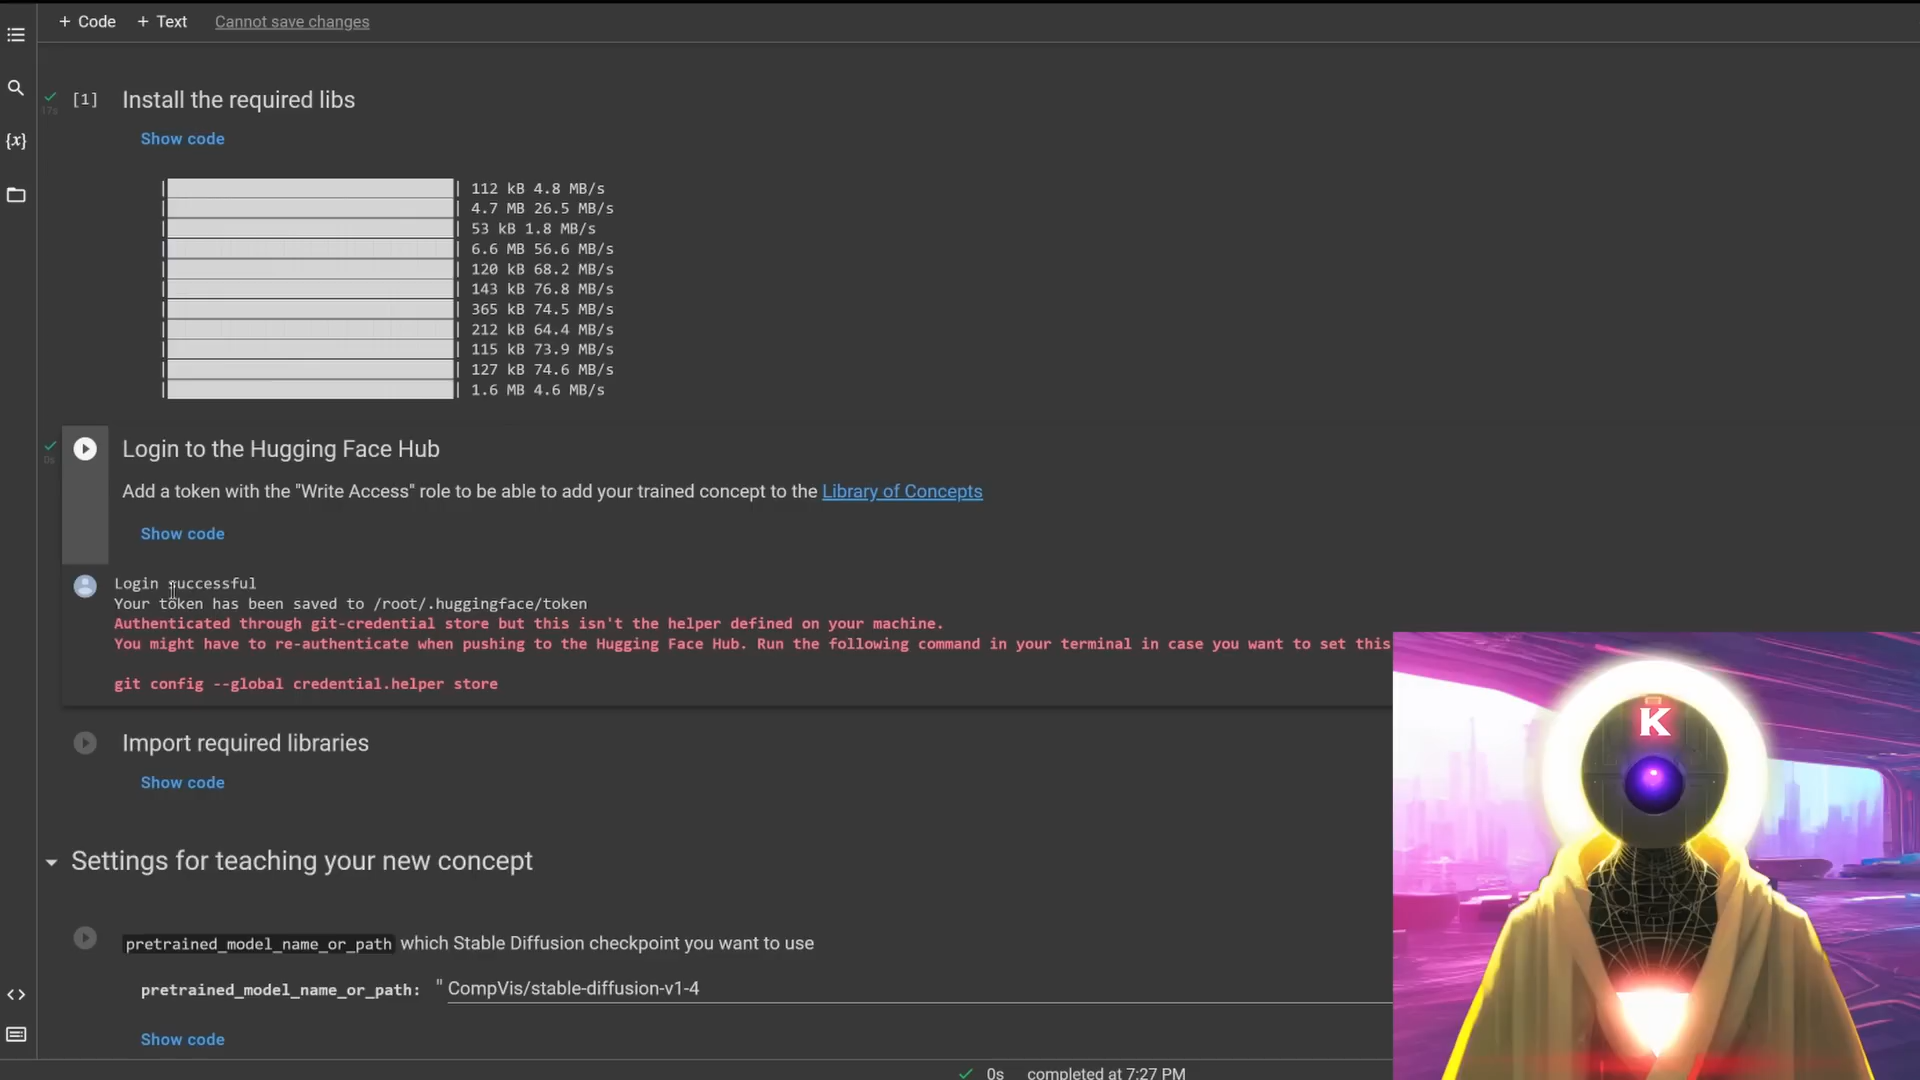 + Code + Text Cannot save changes
[1] Install the required libs
17s
Show code
112 kB 4.8 MB/s
4.7 MB 26.5 MB/s
53 kB 1.8 MB/s
6.6 MB 56.6 MB/s
120 kB 68.2 MB/s
143 kB 76.8 MB/s
365 kB 74.5 MB/s
212 kB 64.4 MB/s
115 kB 73.9 MB/s
127 kB 74.6 MB/s
1.6 MB 4.6 MB/s
Login to the Hugging Face Hub
0s
Add a token with the "Write Access" role to be able to add your trained concept to the Library of Concepts
Show code
Login successful
Your token has been saved to /root/.huggingface/token
Authenticated through git-credential store but this isn't the helper defined on your machine.
You might have to re-authenticate when pushing to the Hugging Face Hub. Run the following command in your terminal in case you want to set this
git config --global credential.helper store
K
Import required libraries
Show code
Settings for teaching your new concept
pretrained_model_name_or_path which Stable Diffusion checkpoint you want to use
pretrained_model_name_or_path: " CompVis/stable-diffusion-v1-4
Show code
0s completed at 7:27 PM